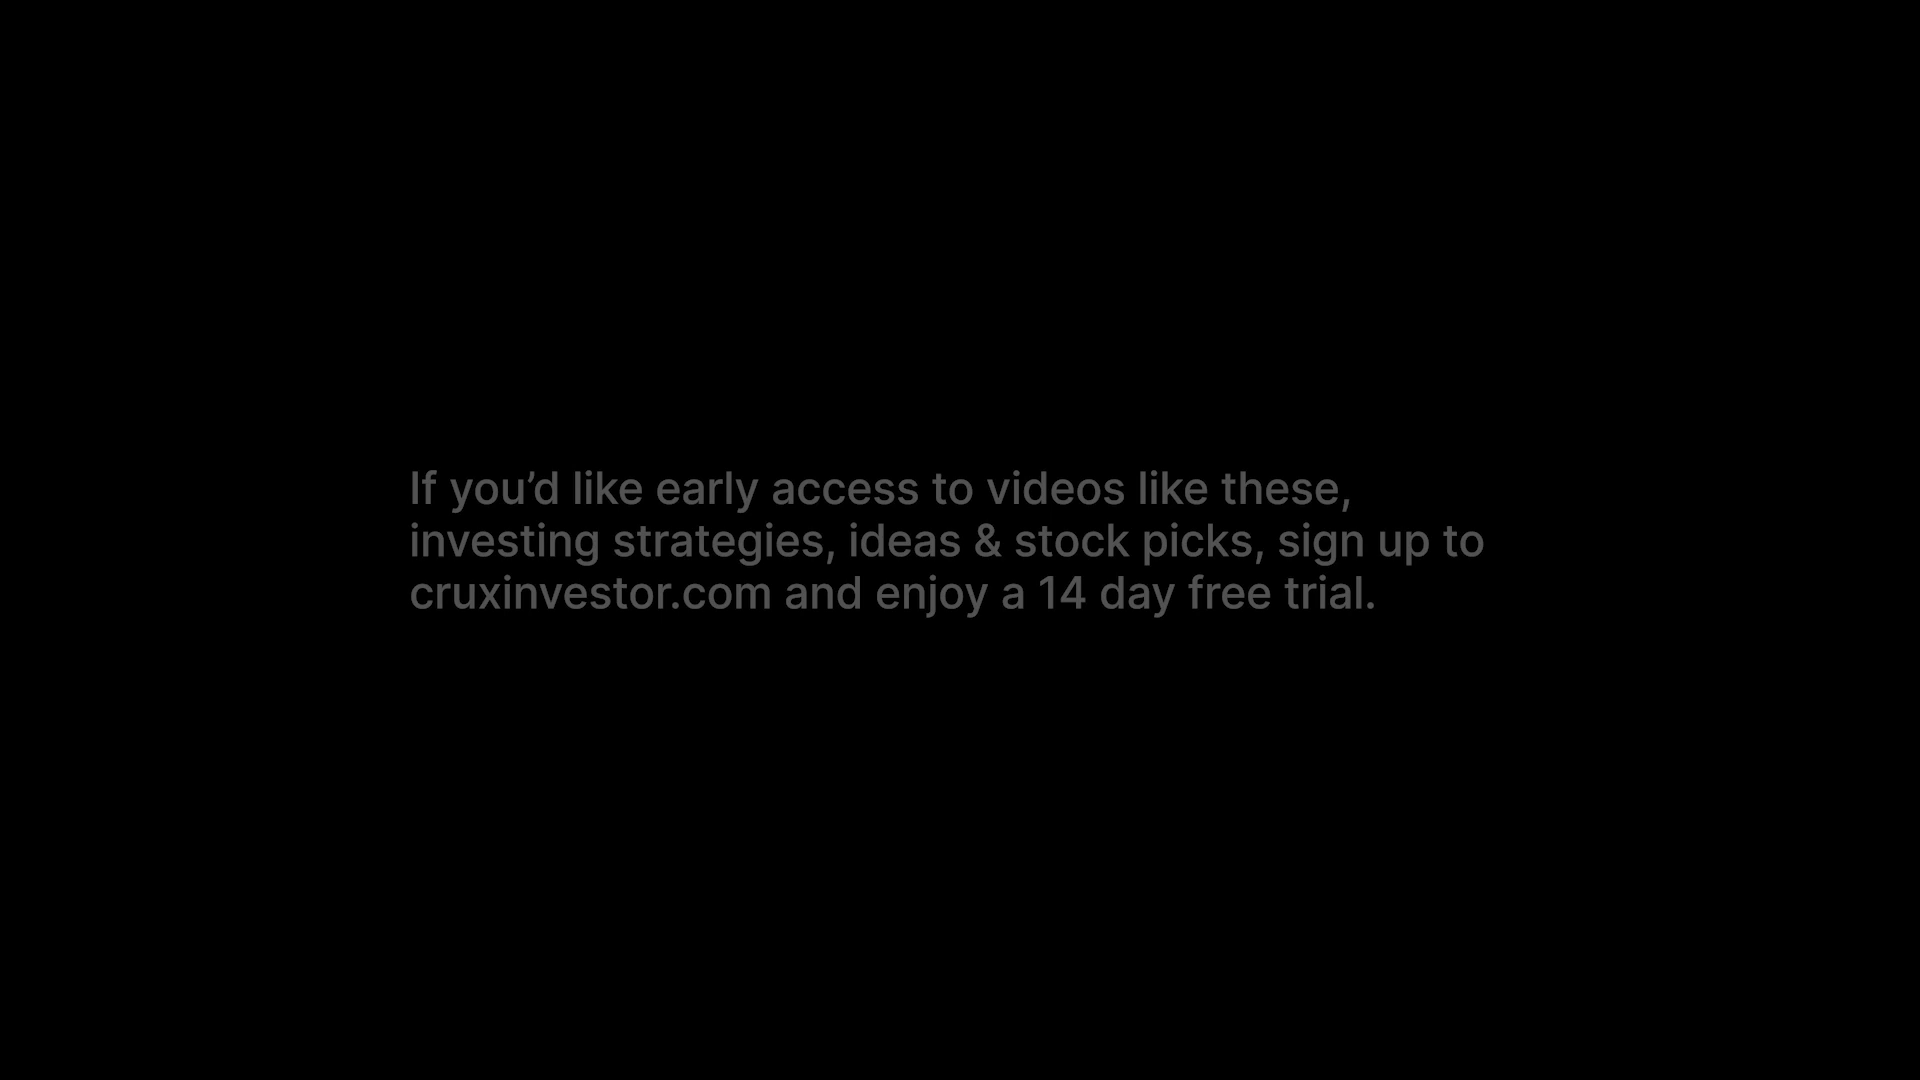 If you’d like early access to videos like these,
investing strategies, ideas & stock picks, sign up to
cruxinvestor.com and enjoy a 14 day free trial.